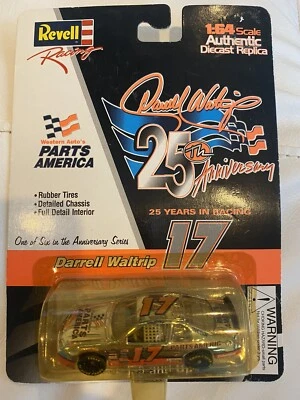 Revell
Racing
1:64 Scale
Authentic
Diecast Replica
Western Auto's
PARTS
AMERICA
Darrell Waltrip
25th
Anniversary
• Rubber Tires
• Detailed Chassis
• Full Detail Interior
25 YEARS IN RACING
One of Six in the Anniversary Series
17
Darrell Waltrip
17
17
WARNING